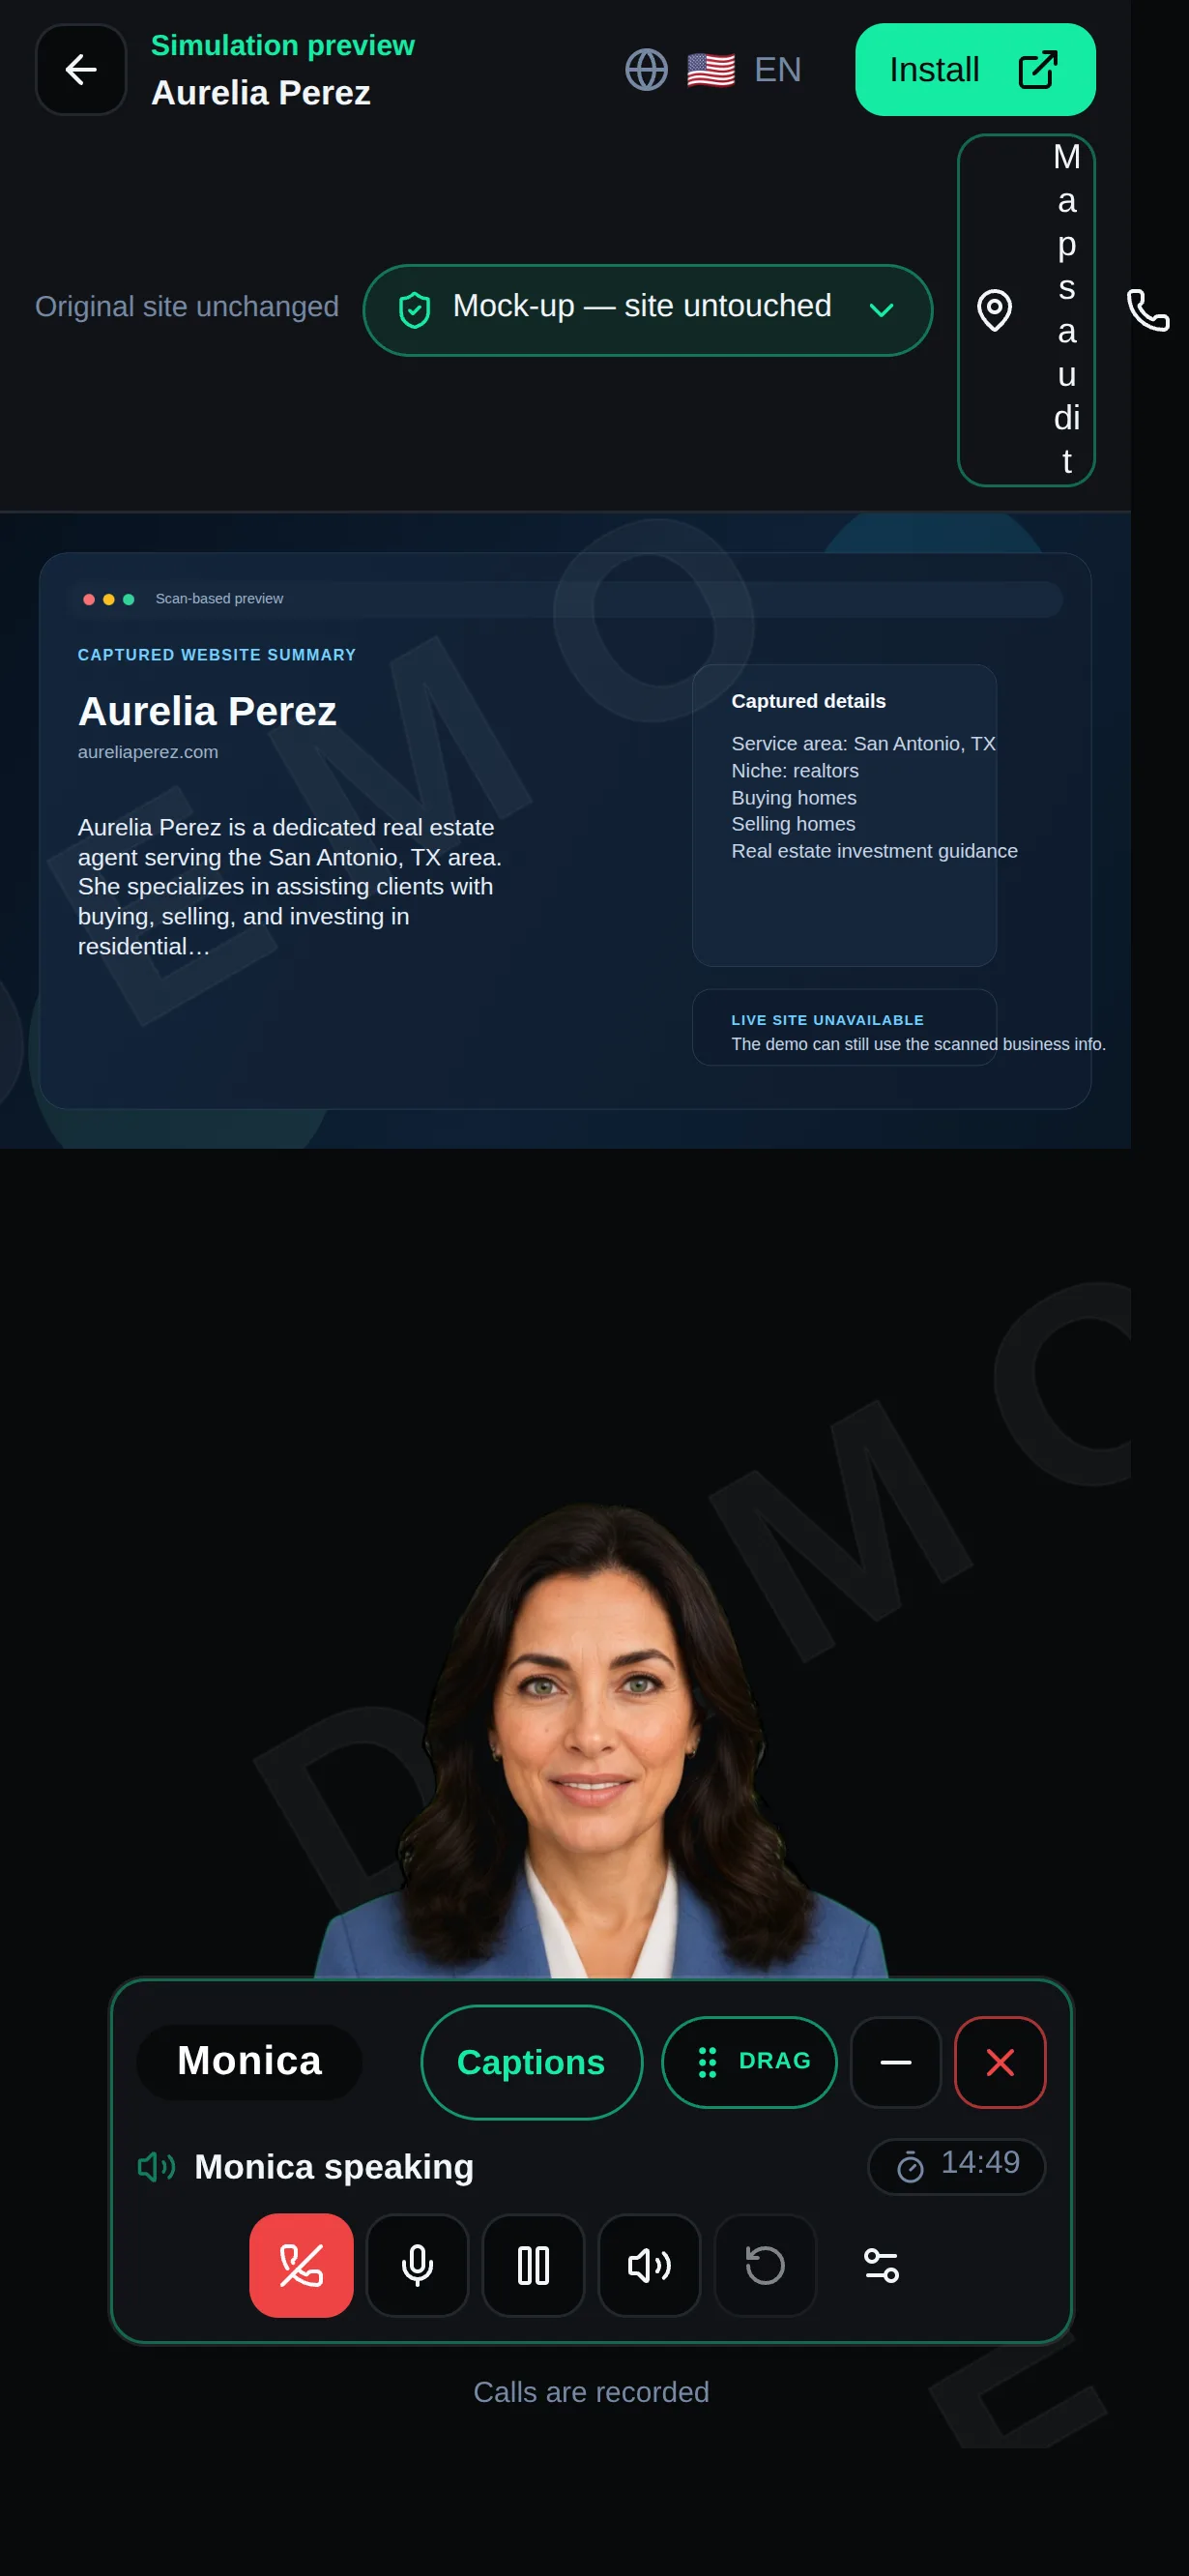 Simulation preview
Aurelia Perez
🇺🇸 EN
Install
Original site unchanged
Mock-up — site untouched
M
a
p
s
a
u
di
t
Scan-based preview
CAPTURED WEBSITE SUMMARY
Aurelia Perez
aureliaperez.com
Aurelia Perez is a dedicated real estate
agent serving the San Antonio, TX area.
She specializes in assisting clients with
buying, selling, and investing in
residential…
Captured details
Service area: San Antonio, TX
Niche: realtors
Buying homes
Selling homes
Real estate investment guidance
LIVE SITE UNAVAILABLE
The demo can still use the scanned business info.
DEMO
DEMO
Monica
Captions
DRAG
Monica speaking
14:49
Calls are recorded